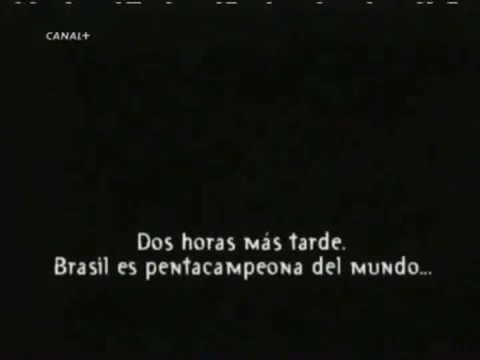 CANAL+
Dos horas más tarde.
Brasil es pentacampeona del mundo...